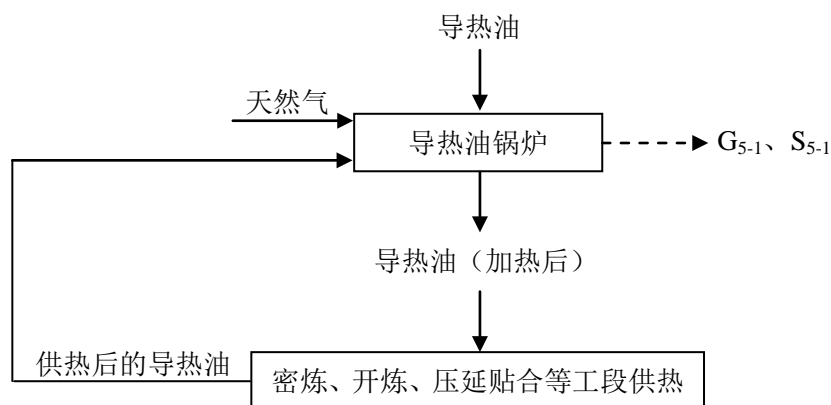 导热油
天然气
导热油锅炉
G5-1、S5-1
导热油（加热后）
供热后的导热油
密炼、开炼、压延贴合等工段供热